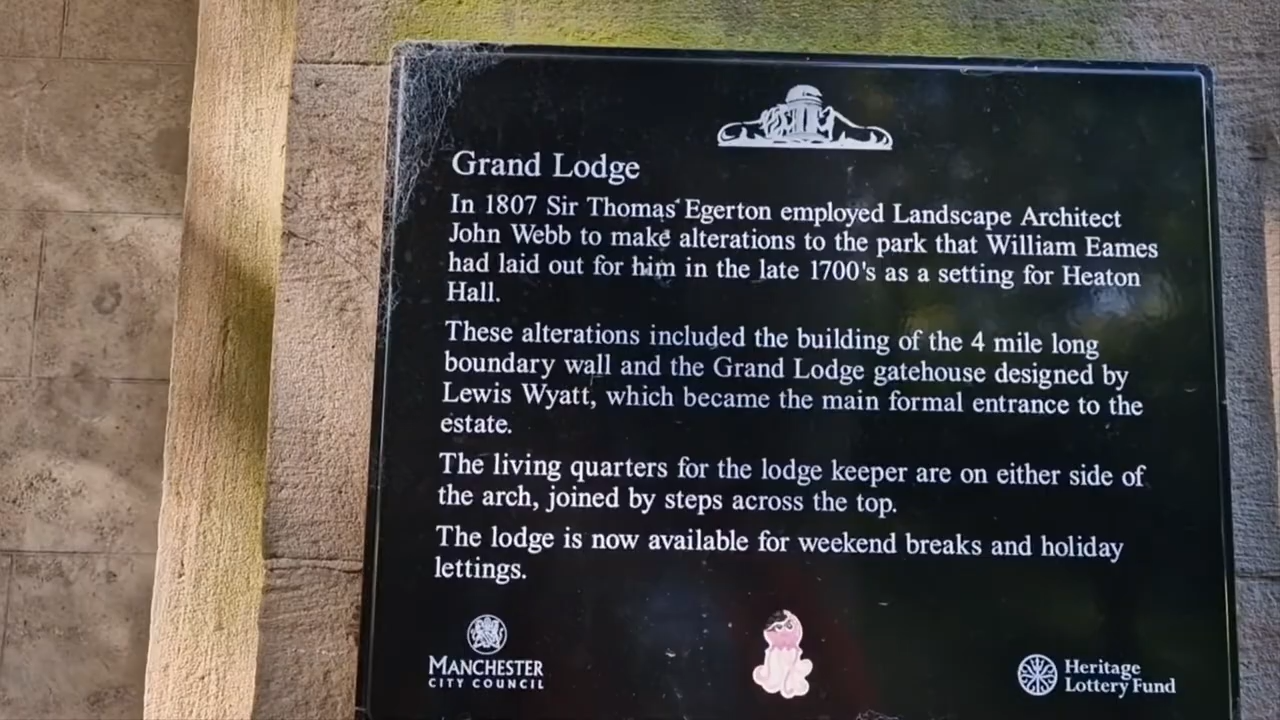 Grand Lodge
In 1807 Sir Thomas Egerton employed Landscape Architect
John Webb to make alterations to the park that William Eames
had laid out for him in the late 1700's as a setting for Heaton
Hall.
These alterations included the building of the 4 mile long
boundary wall and the Grand Lodge gatehouse designed by
Lewis Wyatt, which became the main formal entrance to the
estate.
The living quarters for the lodge keeper are on either side of
the arch, joined by steps across the top.
The lodge is now available for weekend breaks and holiday
lettings.
MANCHESTER
CITY COUNCIL
Heritage
Lottery Fund